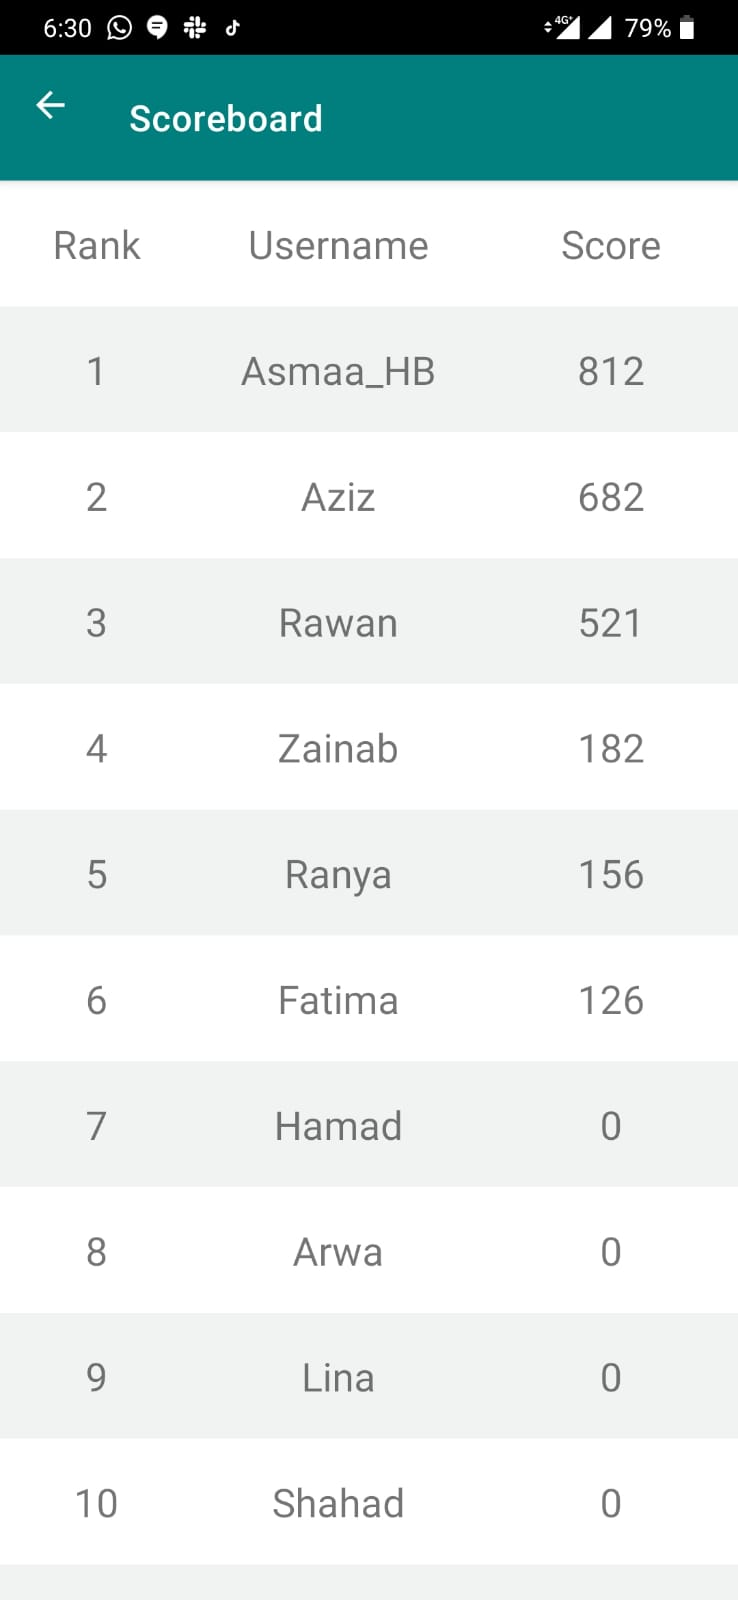 6:30 4G+ 79%
Scoreboard
Rank Username Score
1 Asmaa_HB 812
2 Aziz 682
3 Rawan 521
4 Zainab 182
5 Ranya 156
6 Fatima 126
7 Hamad 0
8 Arwa 0
9 Lina 0
10 Shahad 0